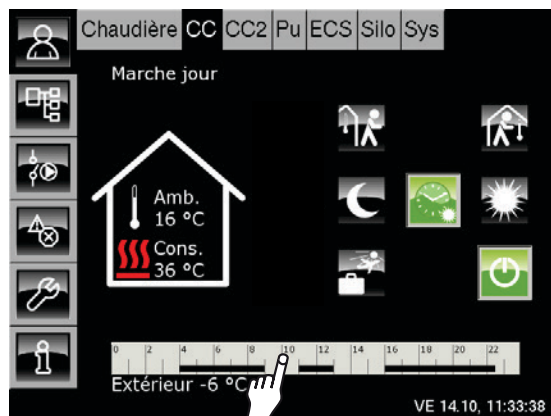 Chaudière CC CC2 Pu ECS Silo Sys
Marche jour
Amb.
16 °C
Cons.
36 °C
0 2 4 6 8 10 12 14 16 18 20 22
Extérieur -6 °C
VE 14.10, 11:33:38